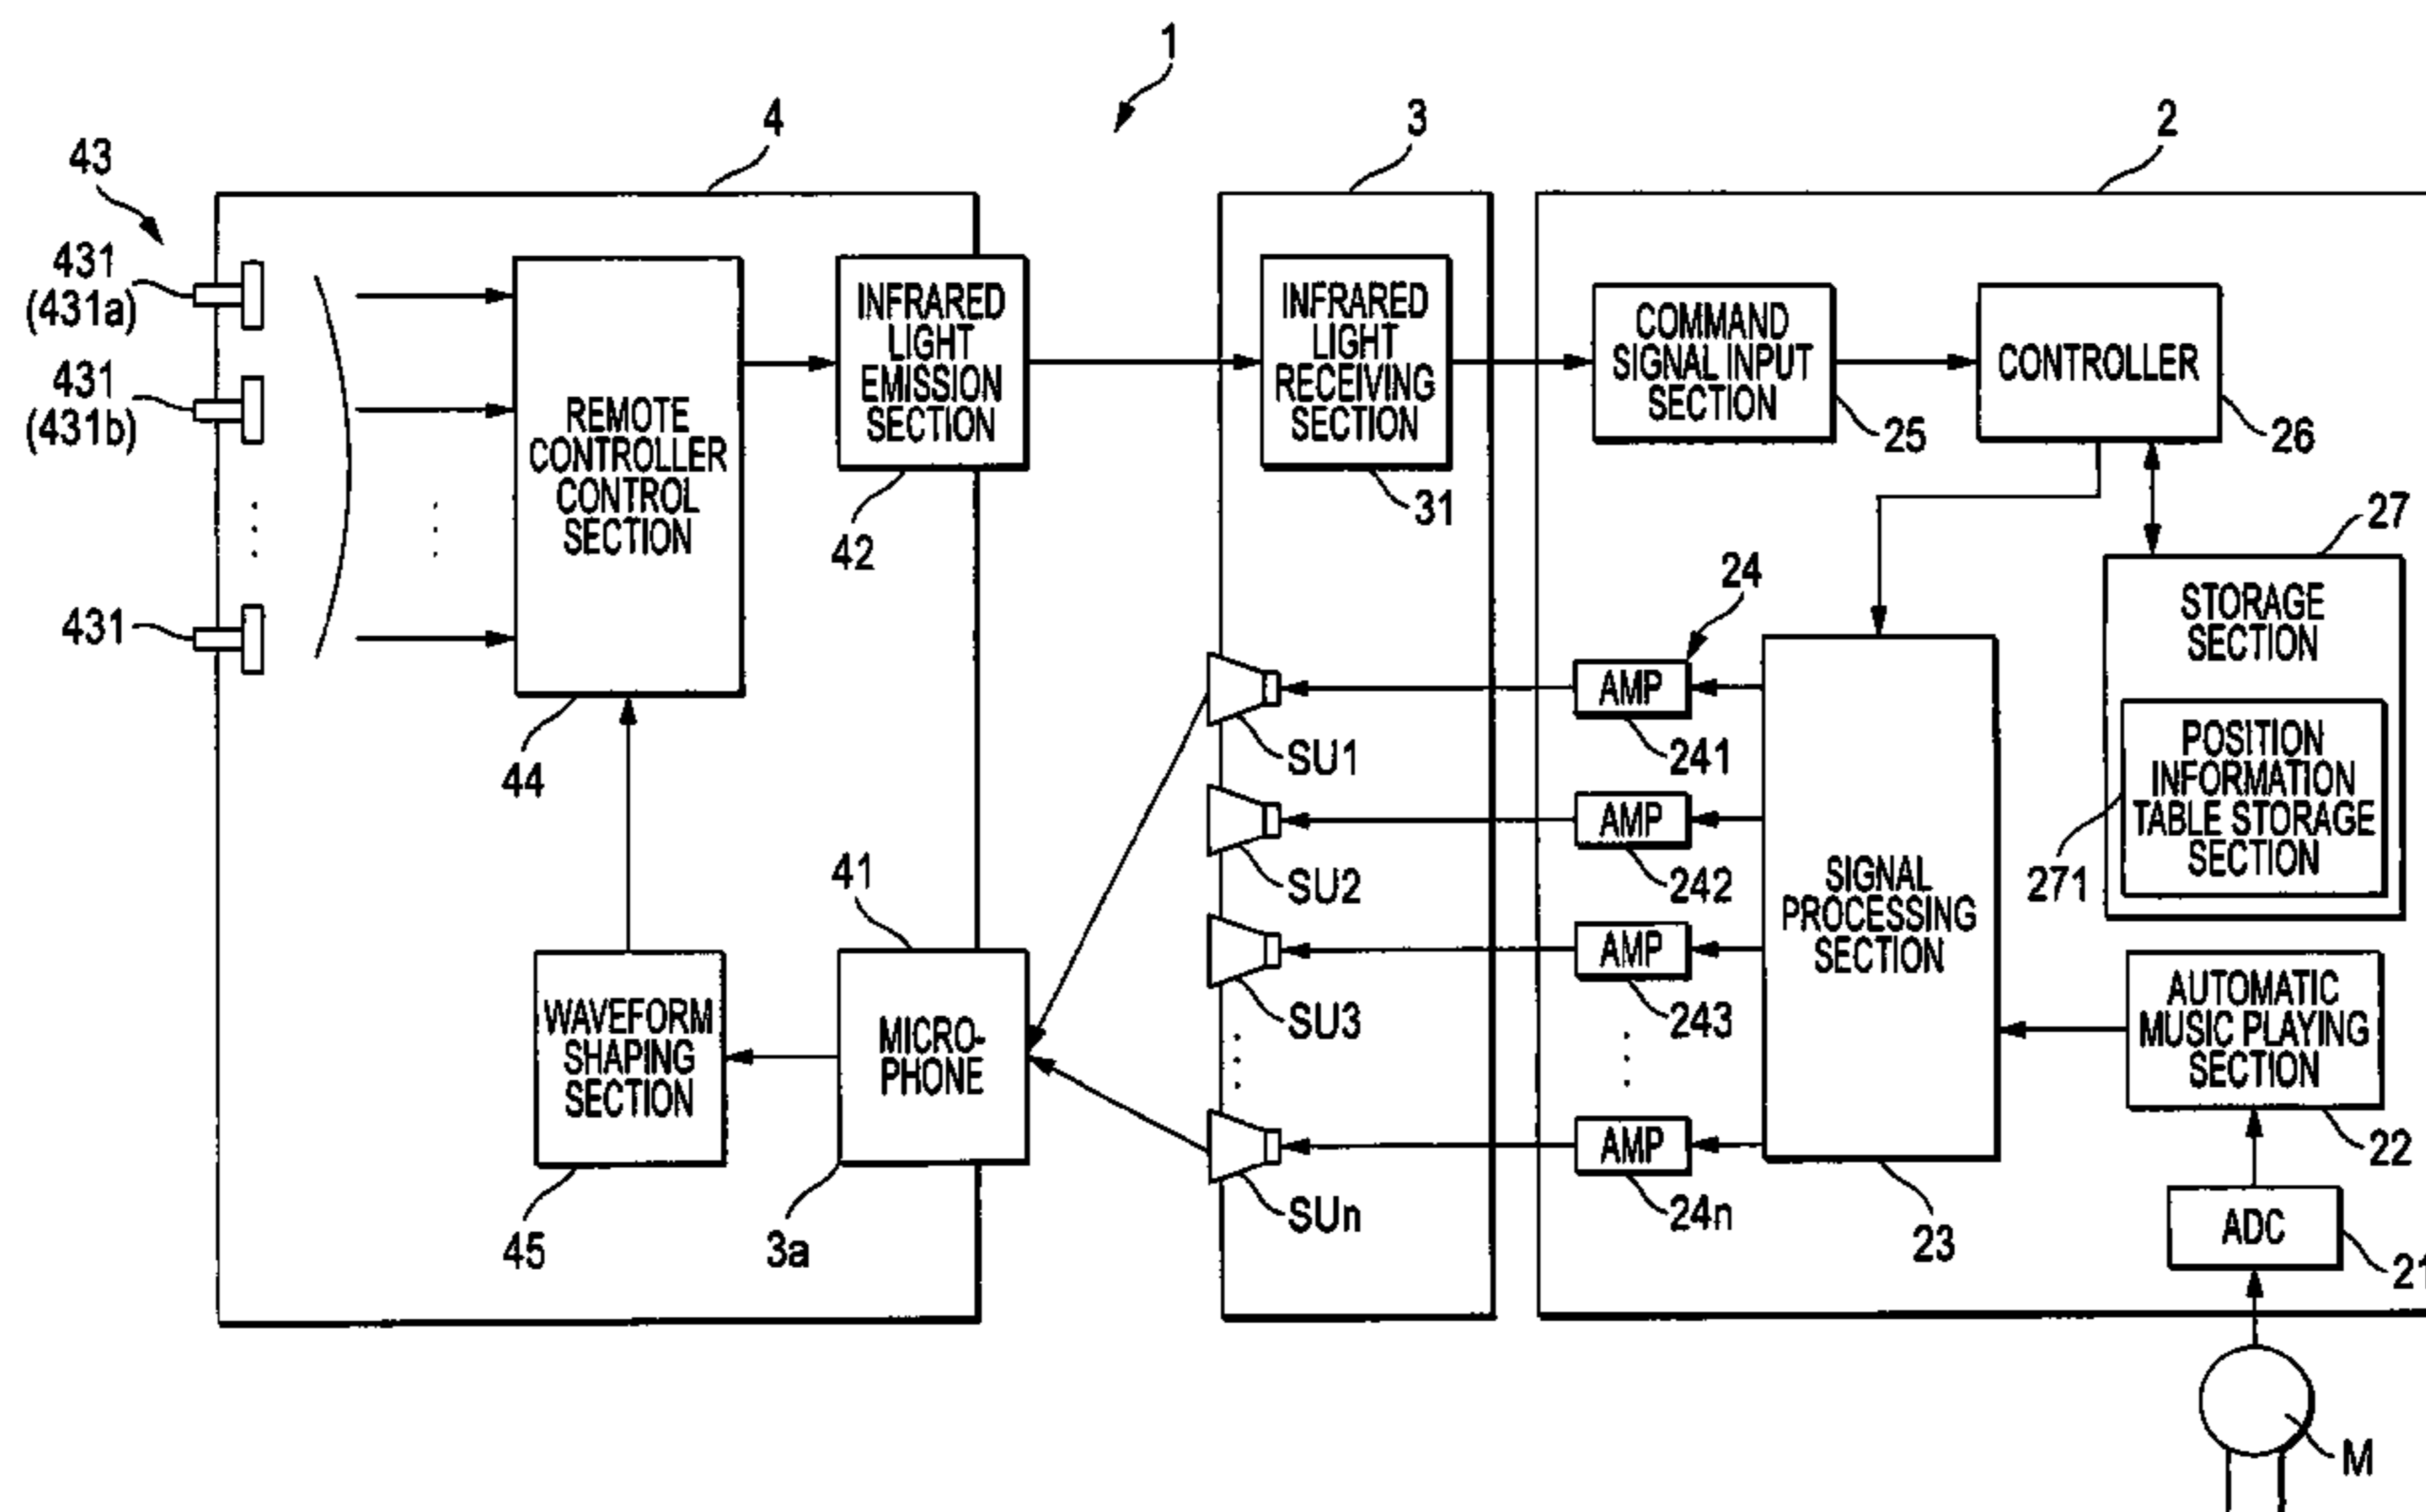 1
4
3
2
43
431
(431a)
431
(431b)
431
REMOTE
CONTROLLER
CONTROL
SECTION
44
INFRARED
LIGHT
EMISSION
SECTION
42
INFRARED
LIGHT
RECEIVING
SECTION
31
COMMAND
SIGNAL INPUT
SECTION
25
CONTROLLER
26
27
STORAGE
SECTION
POSITION
INFORMATION
TABLE STORAGE
SECTION
271
24
AMP
241
AMP
242
AMP
243
AMP
24n
SU1
SU2
SU3
SUn
SIGNAL
PROCESSING
SECTION
23
AUTOMATIC
MUSIC PLAYING
SECTION
22
ADC
21
M
41
MICRO-
PHONE
3a
WAVEFORM
SHAPING
SECTION
45